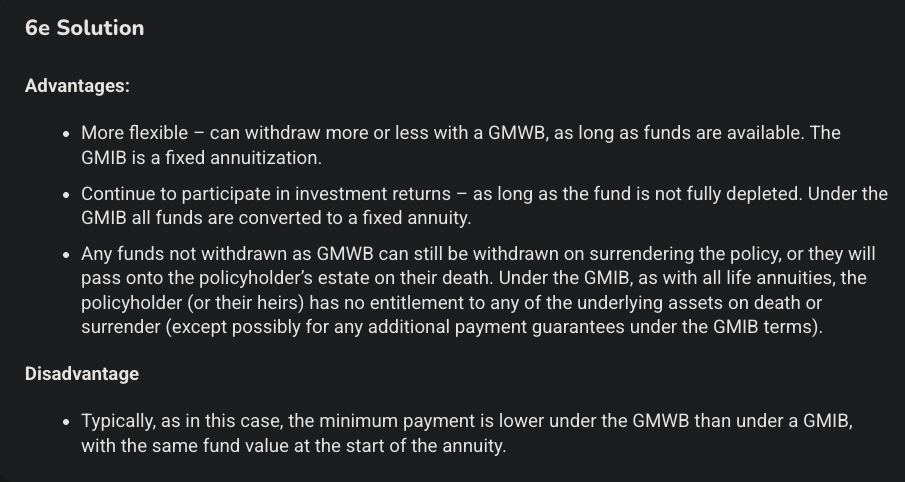 6e Solution
Advantages:
• More flexible – can withdraw more or less with a GMWB, as long as funds are available. The
GMIB is a fixed annuitization.
• Continue to participate in investment returns – as long as the fund is not fully depleted. Under the
GMIB all funds are converted to a fixed annuity.
• Any funds not withdrawn as GMWB can still be withdrawn on surrendering the policy, or they will
pass onto the policyholder’s estate on their death. Under the GMIB, as with all life annuities, the
policyholder (or their heirs) has no entitlement to any of the underlying assets on death or
surrender (except possibly for any additional payment guarantees under the GMIB terms).
Disadvantage
• Typically, as in this case, the minimum payment is lower under the GMWB than under a GMIB,
with the same fund value at the start of the annuity.